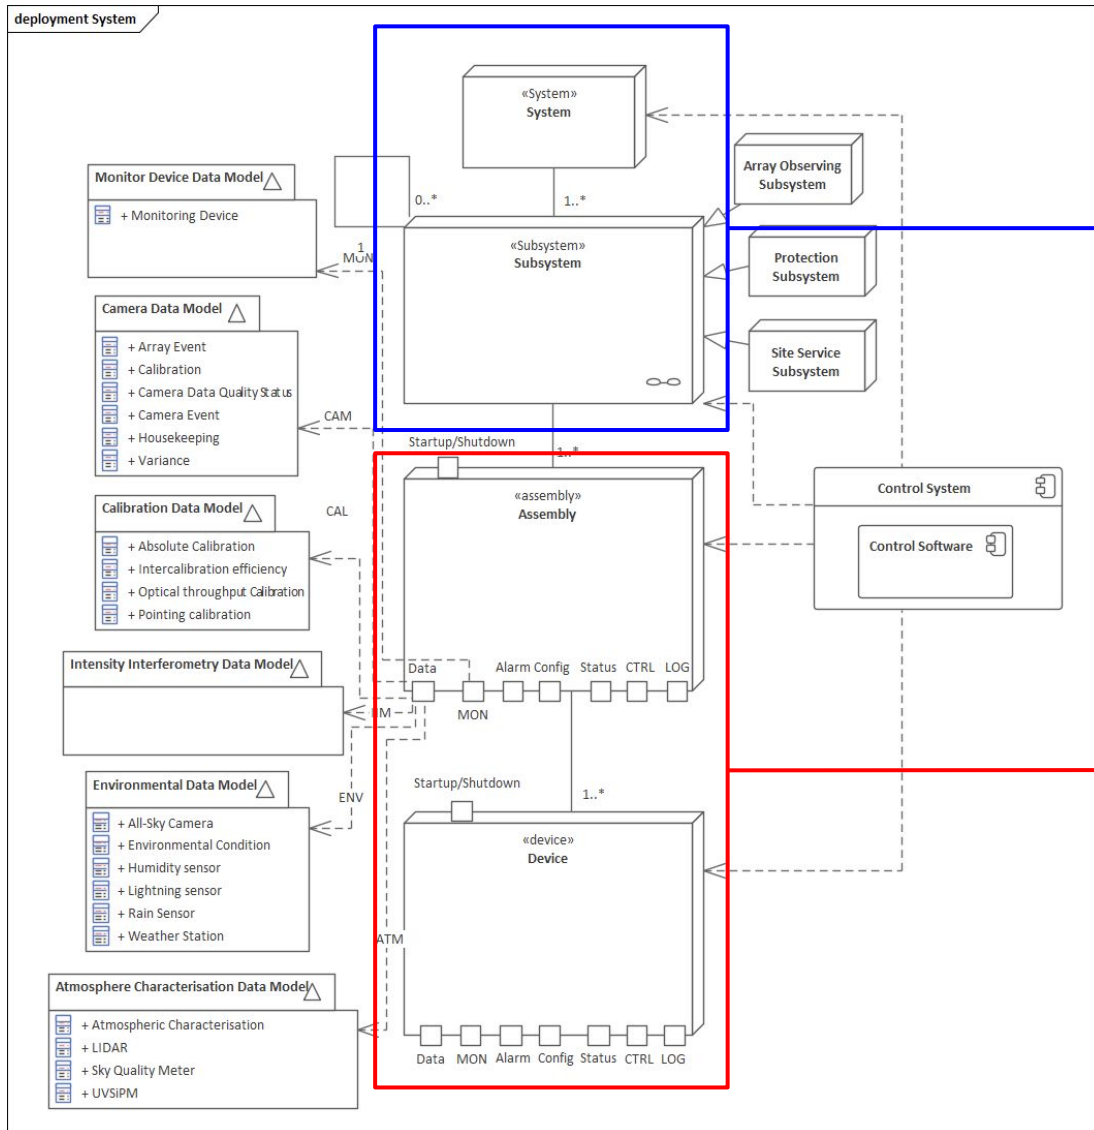 deployment System
«System»
System
Array Observing
Subsystem
Monitor Device Data Model
+ Monitoring Device
0..*
1..*
1
MON
«Subsystem»
Subsystem
Protection
Subsystem
Site Service
Subsystem
Camera Data Model
+ Array Event
+ Calibration
+ Camera Data Quality Status
+ Camera Event
+ Housekeeping
+ Variance
CAM
Startup/Shutdown
1..*
«assembly»
Assembly
Control System
Control Software
Calibration Data Model
+ Absolute Calibration
+ Intercalibration efficiency
+ Optical throughput Calibration
+ Pointing calibration
CAL
Intensity Interferometry Data Model
Data
MON
Alarm
Config
Status
CTRL
LOG
Environmental Data Model
+ All-Sky Camera
+ Environmental Condition
+ Humidity sensor
+ Lightning sensor
+ Rain Sensor
+ Weather Station
ENV
Startup/Shutdown
1..*
«device»
Device
ATM
Atmosphere Characterisation Data Model
+ Atmospheric Characterisation
+ LIDAR
+ Sky Quality Meter
+ UVSiPM
Data
MON
Alarm
Config
Status
CTRL
LOG